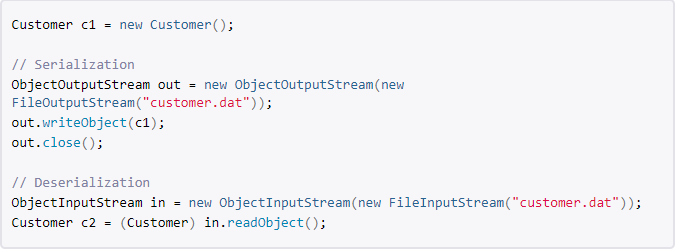 Customer c1 = new Customer();
// Serialization
ObjectOutputStream out = new ObjectOutputStream(new
FileOutputStream("customer.dat"));
out.writeObject(c1);
out.close();
// Deserialization
ObjectInputStream in = new ObjectInputStream(new FileInputStream("customer.dat"));
Customer c2 = (Customer) in.readObject();